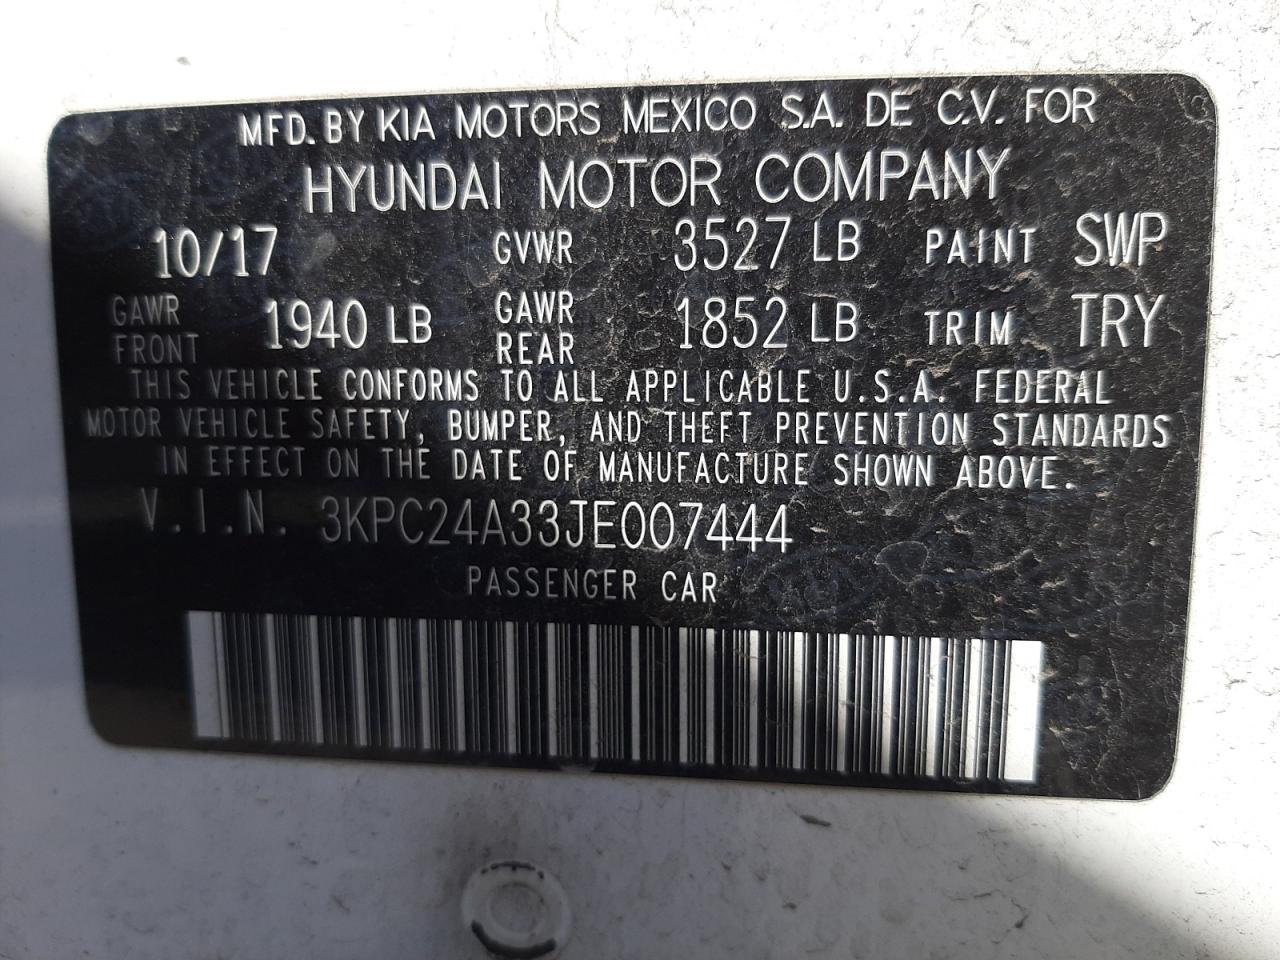 MFD. BY KIA MOTORS MEXICO S.A. DE C.V. FOR
HYUNDAI MOTOR COMPANY
10/17 GVWR 3527 LB PAINT SWP
GAWR FRONT 1940 LB GAWR REAR 1852 LB TRIM TRY
THIS VEHICLE CONFORMS TO ALL APPLICABLE U.S.A. FEDERAL
MOTOR VEHICLE SAFETY, BUMPER, AND THEFT PREVENTION STANDARDS
IN EFFECT ON THE DATE OF MANUFACTURE SHOWN ABOVE.
V.I.N. 3KPC24A33JE007444
PASSENGER CAR